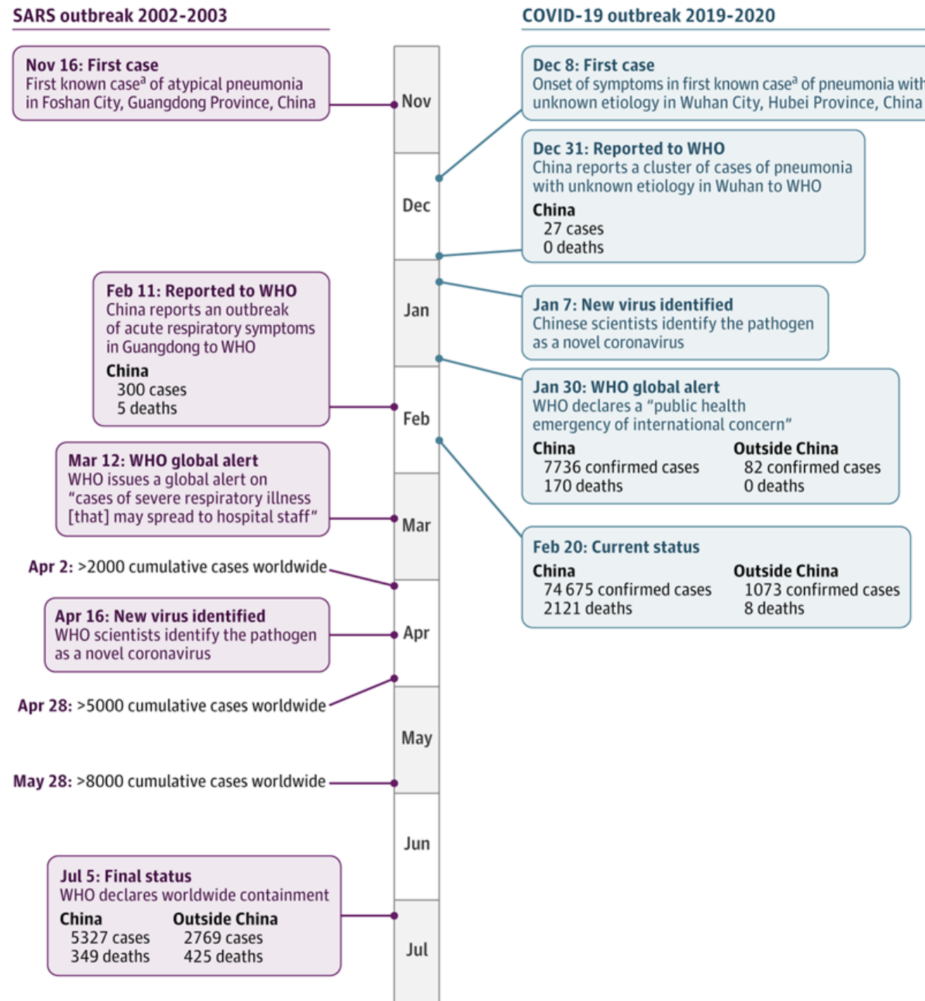 SARS outbreak 2002-2003
Nov 16: First case
First known caseᵃ of atypical pneumonia
in Foshan City, Guangdong Province, China
Feb 11: Reported to WHO
China reports an outbreak
of acute respiratory symptoms
in Guangdong to WHO
China
300 cases
5 deaths
Mar 12: WHO global alert
WHO issues a global alert on
“cases of severe respiratory illness
[that] may spread to hospital staff”
Apr 2: >2000 cumulative cases worldwide
Apr 16: New virus identified
WHO scientists identify the pathogen
as a novel coronavirus
Apr 28: >5000 cumulative cases worldwide
May 28: >8000 cumulative cases worldwide
Jul 5: Final status
WHO declares worldwide containment
China Outside China
5327 cases 2769 cases
349 deaths 425 deaths
Nov
Dec
Jan
Feb
Mar
Apr
May
Jun
Jul
COVID-19 outbreak 2019-2020
Dec 8: First case
Onset of symptoms in first known caseᵃ of pneumonia with
unknown etiology in Wuhan City, Hubei Province, China
Dec 31: Reported to WHO
China reports a cluster of cases of pneumonia
with unknown etiology in Wuhan to WHO
China
27 cases
0 deaths
Jan 7: New virus identified
Chinese scientists identify the pathogen
as a novel coronavirus
Jan 30: WHO global alert
WHO declares a “public health
emergency of international concern”
China Outside China
7736 confirmed cases 82 confirmed cases
170 deaths 0 deaths
Feb 20: Current status
China Outside China
74 675 confirmed cases 1073 confirmed cases
2121 deaths 8 deaths